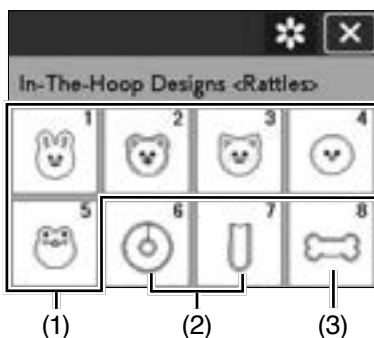 In-The-Hoop Designs <Rattles>
1 2 3 4
5 6 7 8
(1) (2) (3)